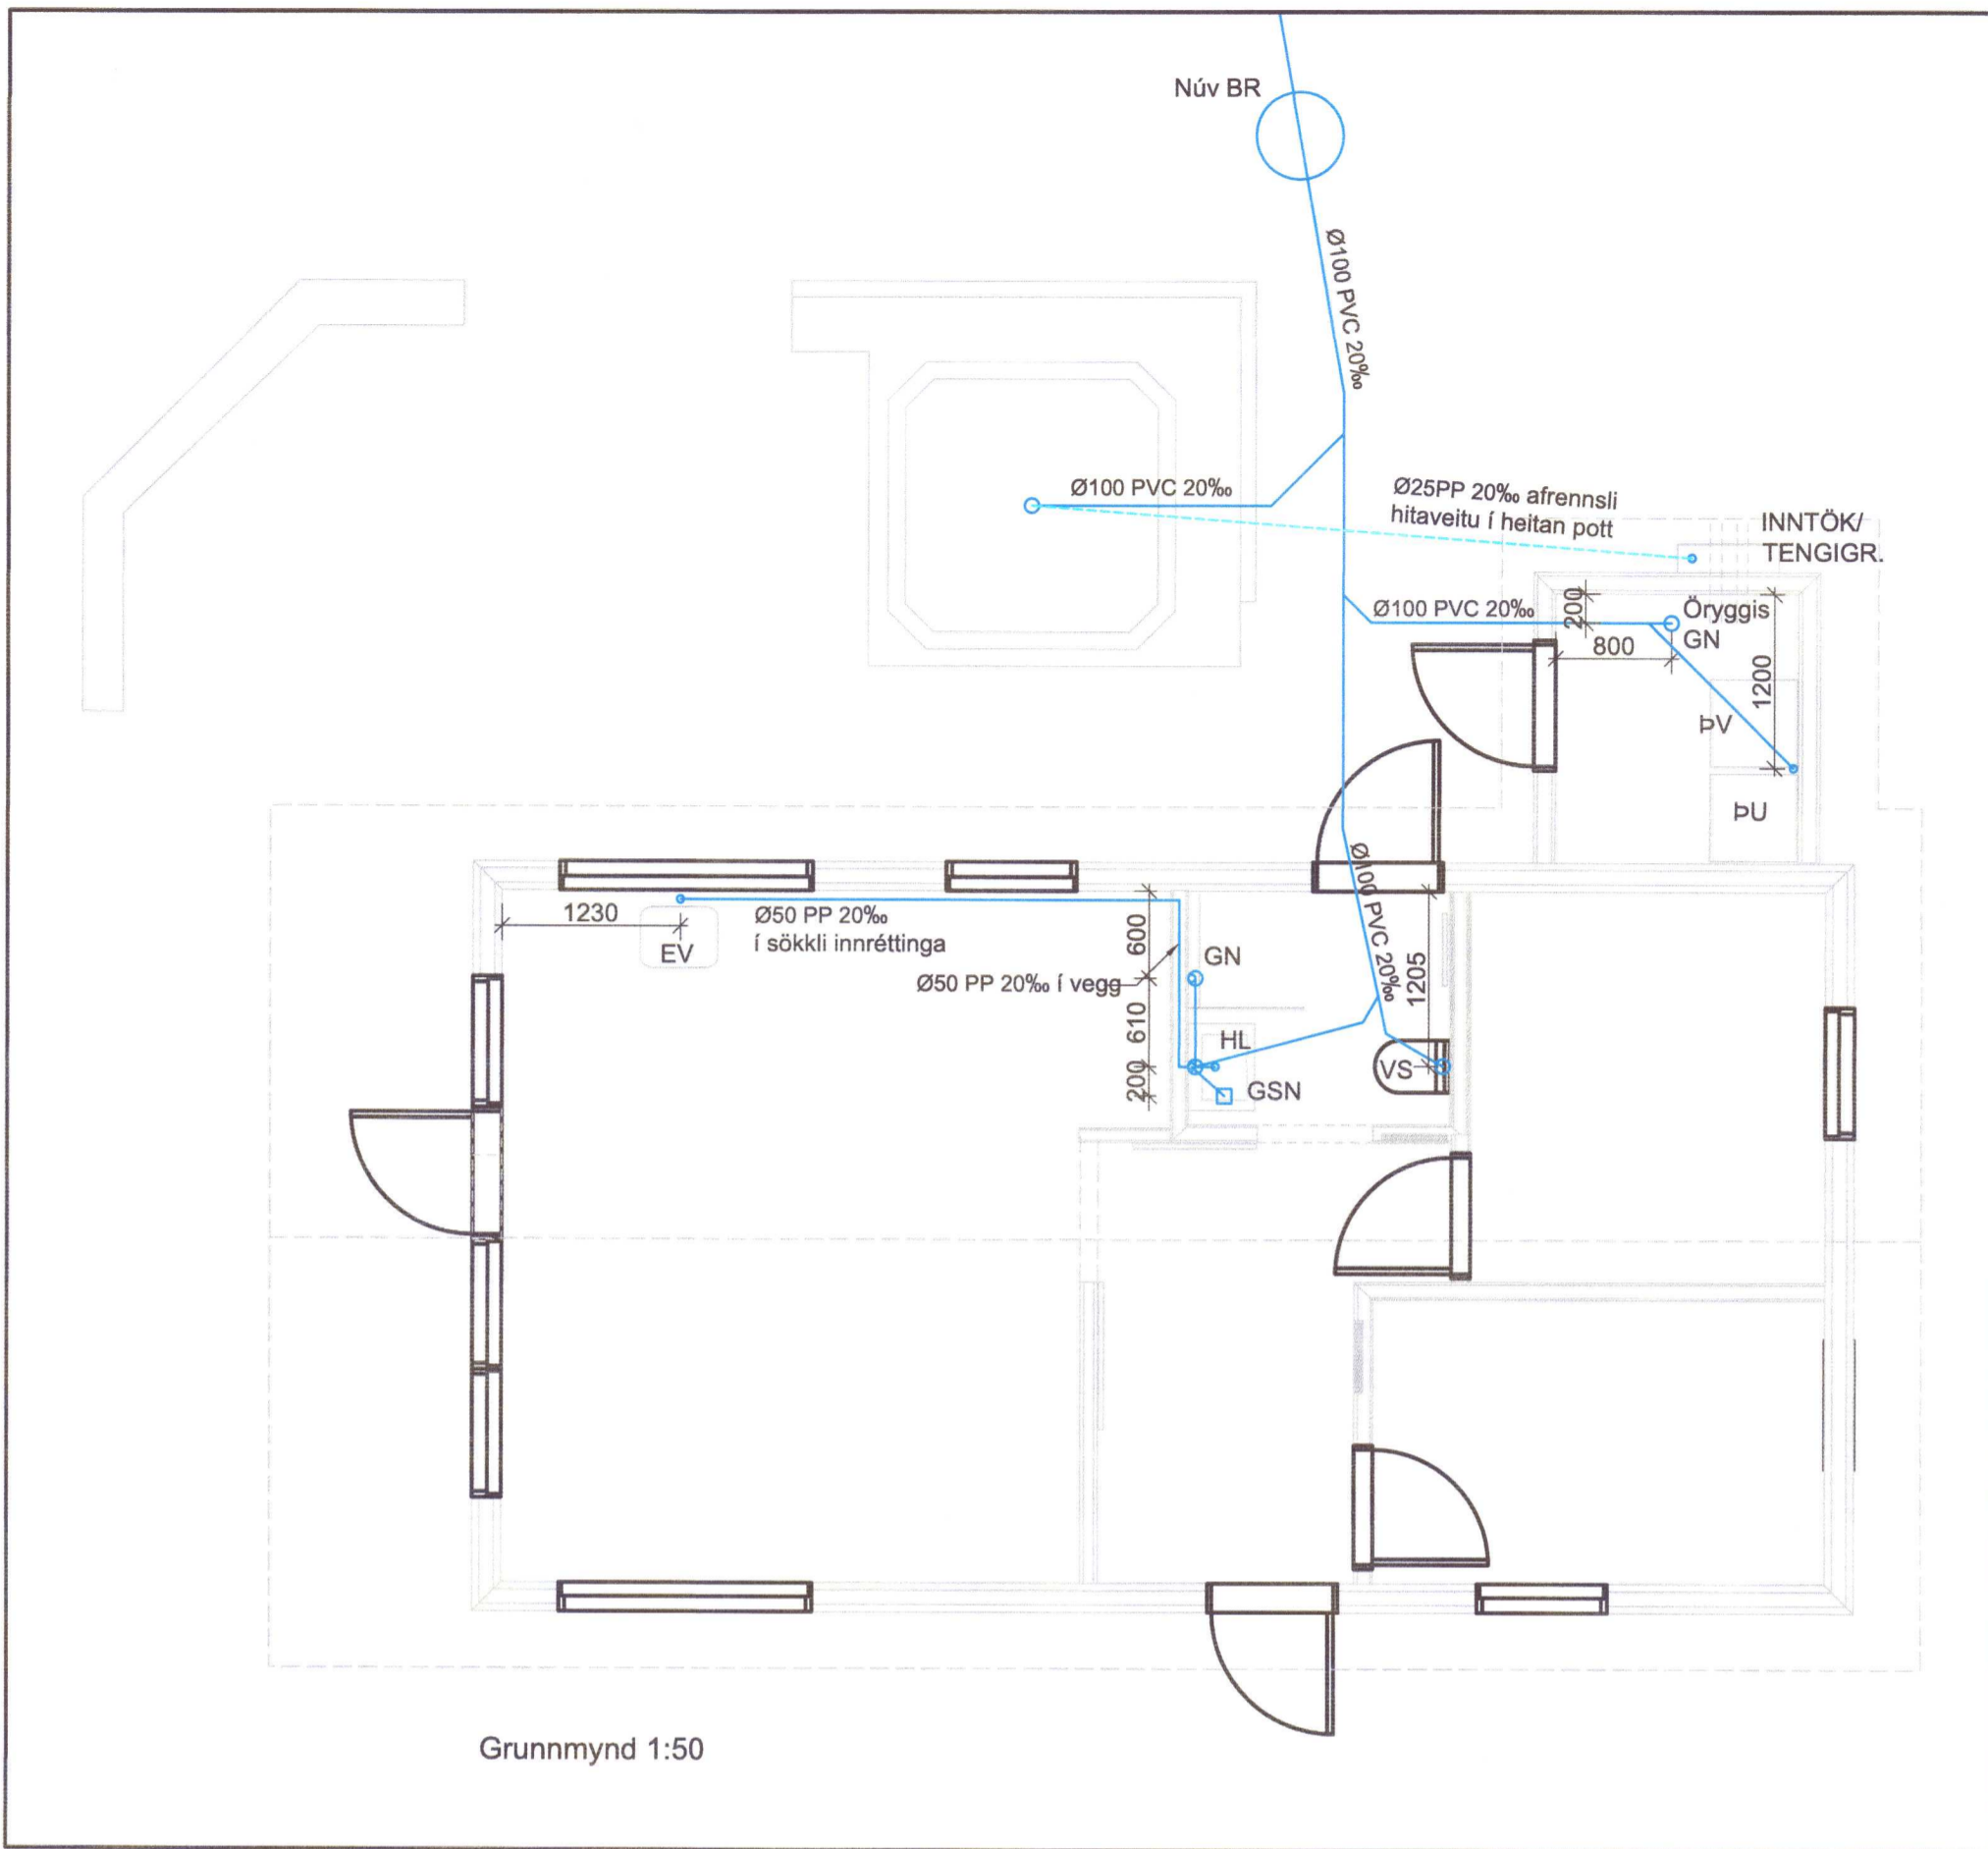 Núv BR
Ø100 PVC 20‰
Ø100 PVC 20‰
Ø25PP 20‰ afrennsli
hitaveitu í heitan pott
INNTÖK/
TENGIGR.
Ø100 PVC 20‰
200
Öryggis
GN
800
1200
ÞV
ÞU
Ø100 PVC 20‰
1230
EV
Ø50 PP 20‰
í sökkli innréttinga
600
GN
Ø50 PP 20‰ í vegg
1205
610
HL
VS
200
GSN
Grunnmynd 1:50